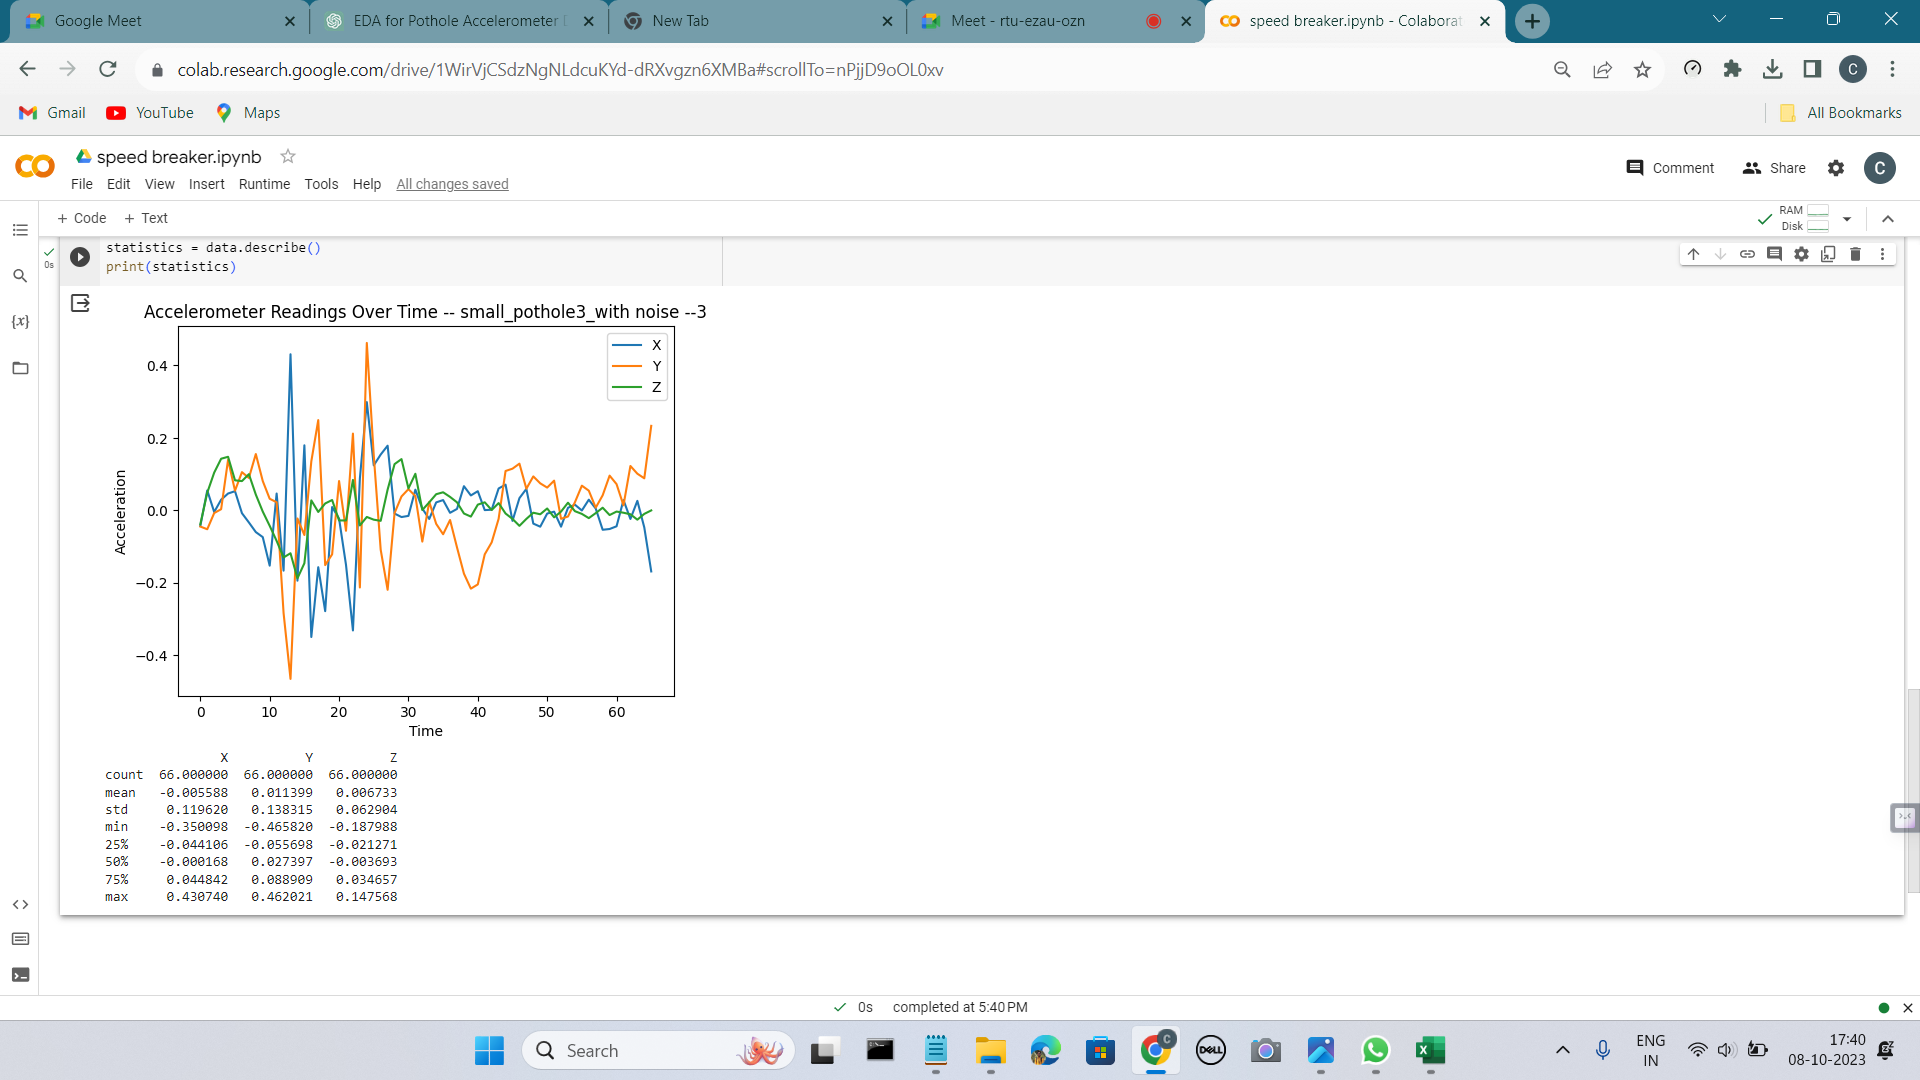 Google Meet
EDA for Pothole Accelerometer
New Tab
Meet - rtu-ezau-ozn
speed breaker.ipynb - Colaborat
colab.research.google.com/drive/1WirVjCSdzNgNLdcuKYd-dRXvgzn6XMBa#scrollTo=nPjjD9oOL0xv
C
Gmail
YouTube
Maps
All Bookmarks
speed breaker.ipynb
File Edit View Insert Runtime Tools Help All changes saved
Comment
Share
C
+ Code + Text
RAM
Disk
0s
statistics = data.describe()
print(statistics)
{x}
Accelerometer Readings Over Time -- small_pothole3_with noise --3
X
Y
Z
0.4
0.2
0.0
−0.2
−0.4
Acceleration
0 10 20 30 40 50 60
Time
X Y Z
count 66.000000 66.000000 66.000000
mean -0.005588 0.011399 0.006733
std 0.119620 0.138315 0.062904
min -0.350098 -0.465820 -0.187988
25% -0.044106 -0.055698 -0.021271
50% -0.000168 0.027397 -0.003693
75% 0.044842 0.088909 0.034657
max 0.430740 0.462021 0.147568
0s completed at 5:40 PM
Search
C
DELL
ENG
IN
17:40
08-10-2023